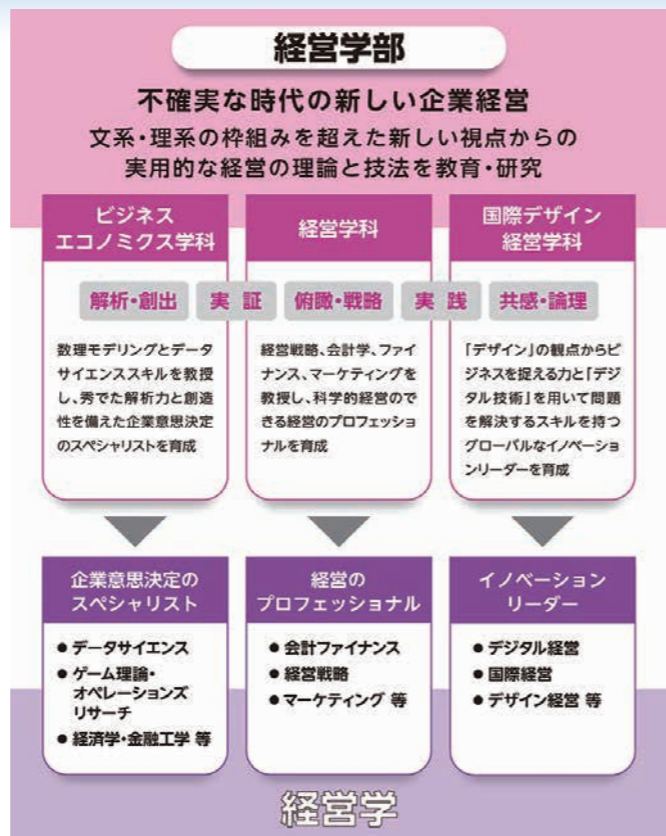 経営学部
不確実な時代の新しい企業経営
文系・理系の枠組みを超えた新しい視点からの
実用的な経営の理論と技法を教育・研究
ビジネス
エコノミクス学科
経営学科
国際デザイン
経営学科
解析・創出 実 証 俯瞰・戦略 実 践 共感・論理
数理モデリングとデータ
サイエンススキルを教授
し、秀でた解析力と創造
性を備えた企業意思決定
のスペシャリストを育成
経営戦略、会計学、ファイ
ナンス、マーケティングを
教授し、科学的経営ので
きる経営のプロフェッショ
ナルを育成
「デザイン」の観点からビ
ジネスを捉える力と「デジ
タル技術」を用いて問題
を解決するスキルを持つ
グローバルなイノベーショ
ンリーダーを育成
企業意思決定の
スペシャリスト
● データサイエンス
● ゲーム理論・
オペレーションズ
リサーチ
● 経済学・金融工学 等
経営の
プロフェッショナル
● 会計ファイナンス
● 経営戦略
● マーケティング 等
イノベーション
リーダー
● デジタル経営
● 国際経営
● デザイン経営 等
経営学